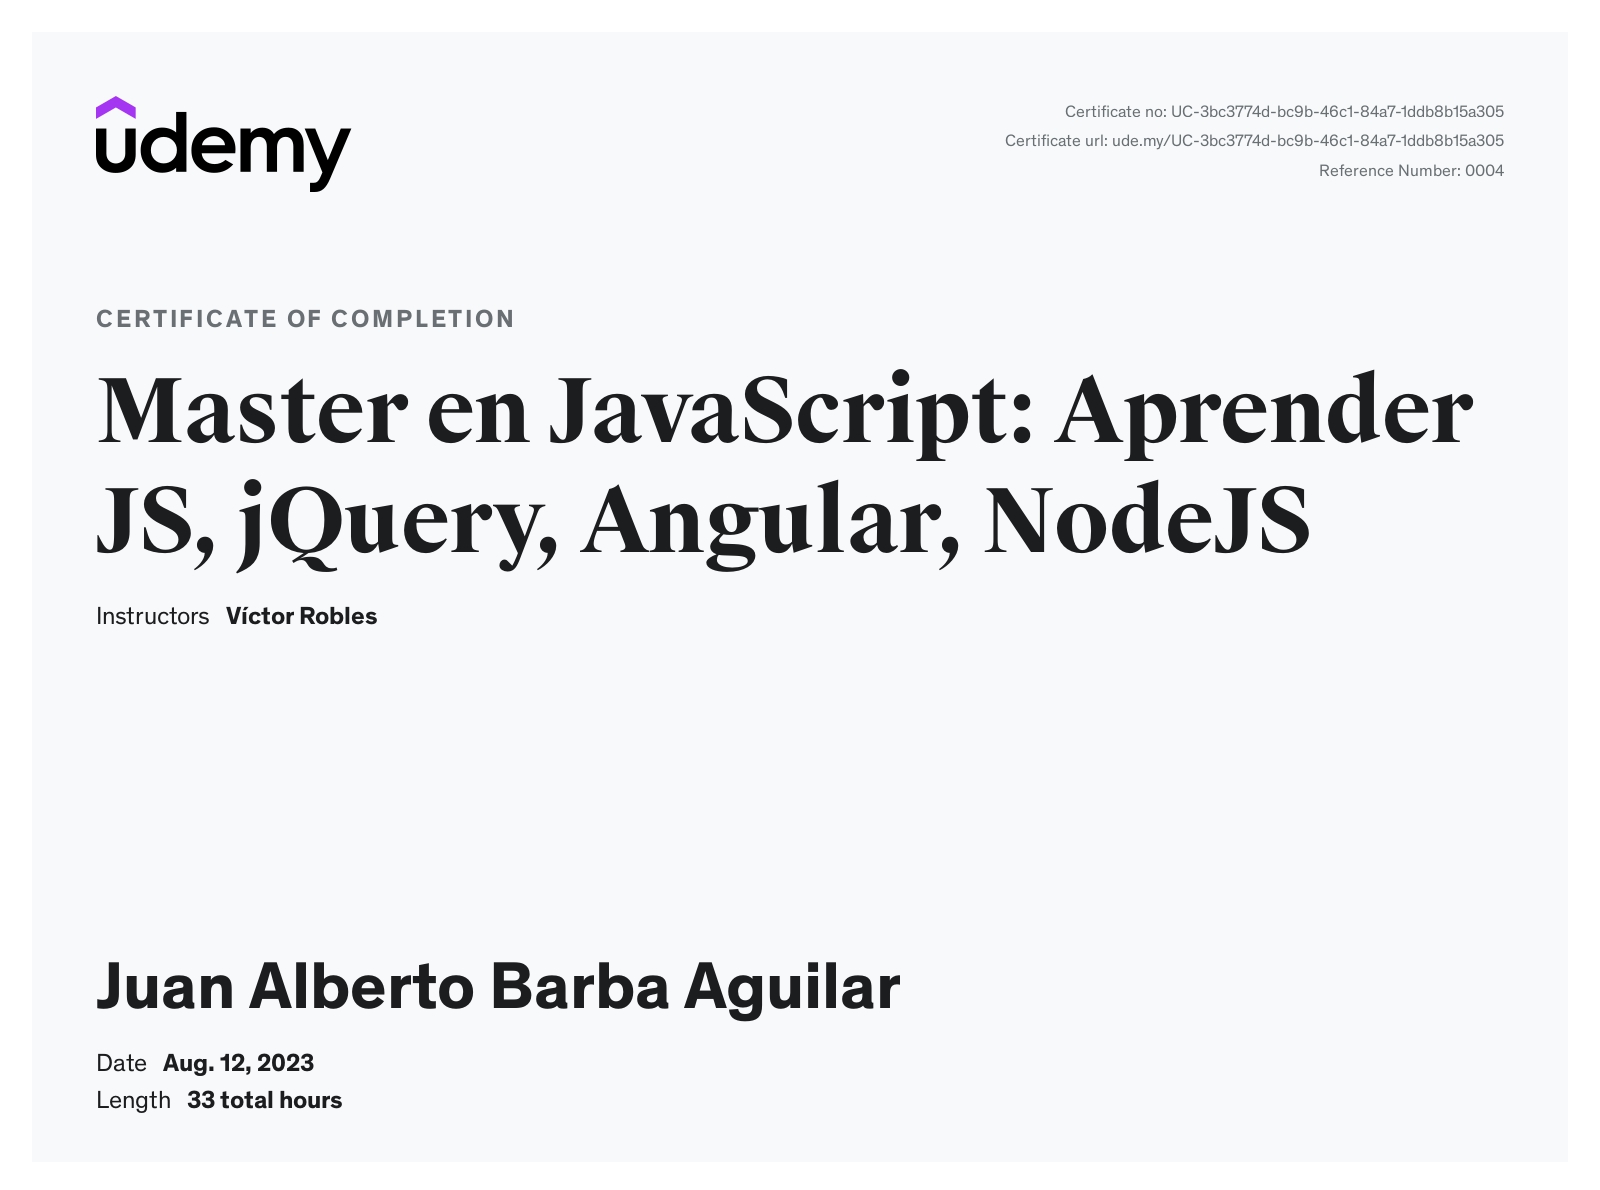 udemy
Certificate no: UC-3bc3774d-bc9b-46c1-84a7-1ddb8b15a305
Certificate url: ude.my/UC-3bc3774d-bc9b-46c1-84a7-1ddb8b15a305
Reference Number: 0004
CERTIFICATE OF COMPLETION
Master en JavaScript: Aprender
JS, jQuery, Angular, NodeJS
Instructors Víctor Robles
Juan Alberto Barba Aguilar
Date Aug. 12, 2023
Length 33 total hours